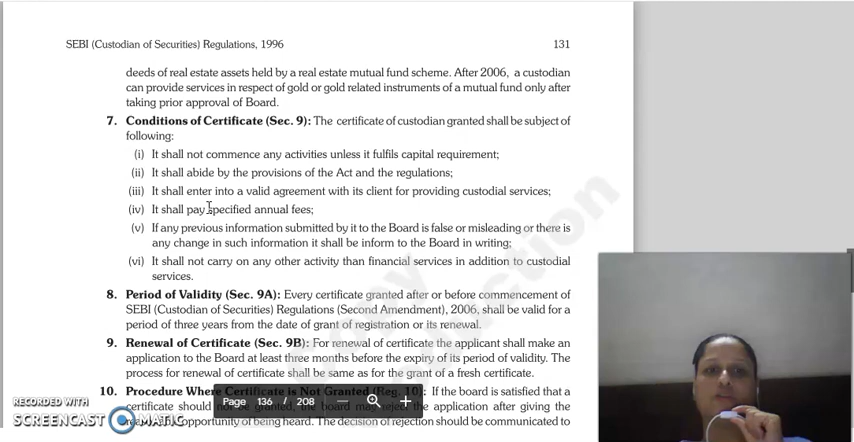 SEBI (Custodian of Securities) Regulations, 1996 131
deeds of real estate assets held by a real estate mutual fund scheme. After 2006, a custodian
can provide services in respect of gold or gold related instruments of a mutual fund only after
taking prior approval of Board.
7. Conditions of Certificate (Sec. 9): The certificate of custodian granted shall be subject of
following:
(i) It shall not commence any activities unless it fulfils capital requirement;
(ii) It shall abide by the provisions of the Act and the regulations;
(iii) It shall enter into a valid agreement with its client for providing custodial services;
(iv) It shall pay specified annual fees;
(v) If any previous information submitted by it to the Board is false or misleading or there is
any change in such information it shall be inform to the Board in writing;
(vi) It shall not carry on any other activity than financial services in addition to custodial
services.
8. Period of Validity (Sec. 9A): Every certificate granted after or before commencement of
SEBI (Custodian of Securities) Regulations (Second Amendment), 2006, shall be valid for a
period of three years from the date of grant of registration or its renewal.
9. Renewal of Certificate (Sec. 9B): For renewal of certificate the applicant shall make an
application to the Board at least three months before the expiry of its period of validity. The
process for renewal of certificate shall be same as for the grant of a fresh certificate.
10. Procedure Where Certificate is Not Granted (Reg. 10): If the board is satisfied that a
certificate should not be granted, the board may reject the application after giving the
opportunity of being heard. The decision of rejection should be communicated to
Page 136 / 208
RECORDED WITH
SCREENCAST MATIC